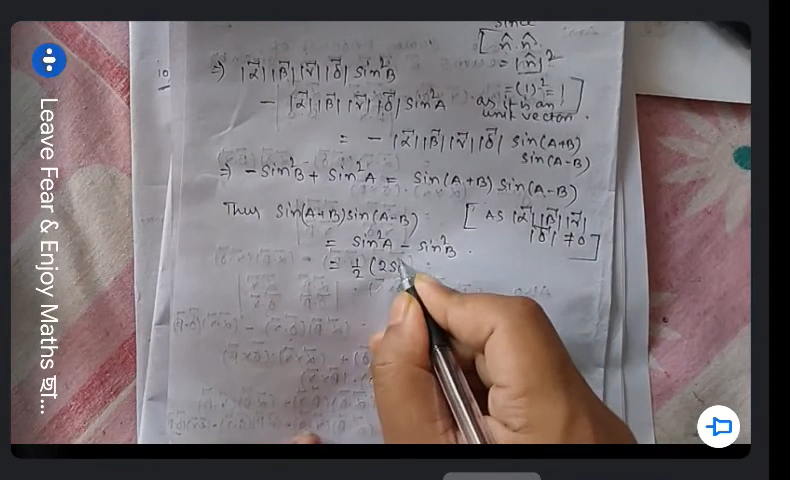 since
[ n̂.n̂.
= |n̂|²
=(1)²=1 ]
as it is an
unit vector.
10
⇒ |α⃗||β⃗||γ⃗||δ⃗| sin²B
- |α⃗||β⃗||γ⃗||δ⃗| sin²A
= - |α⃗||β⃗||γ⃗||δ⃗| sin(A+B)
sin(A-B)
⇒ -sin²B + sin²A = sin(A+B) sin(A-B)
Thus sin(A+B)sin(A-B)
[ As |α⃗||β⃗||γ⃗|
|δ⃗| ≠0 ]
= sin²A - sin²B.
= ½ (2si
Leave Fear & Enjoy Maths ছা...